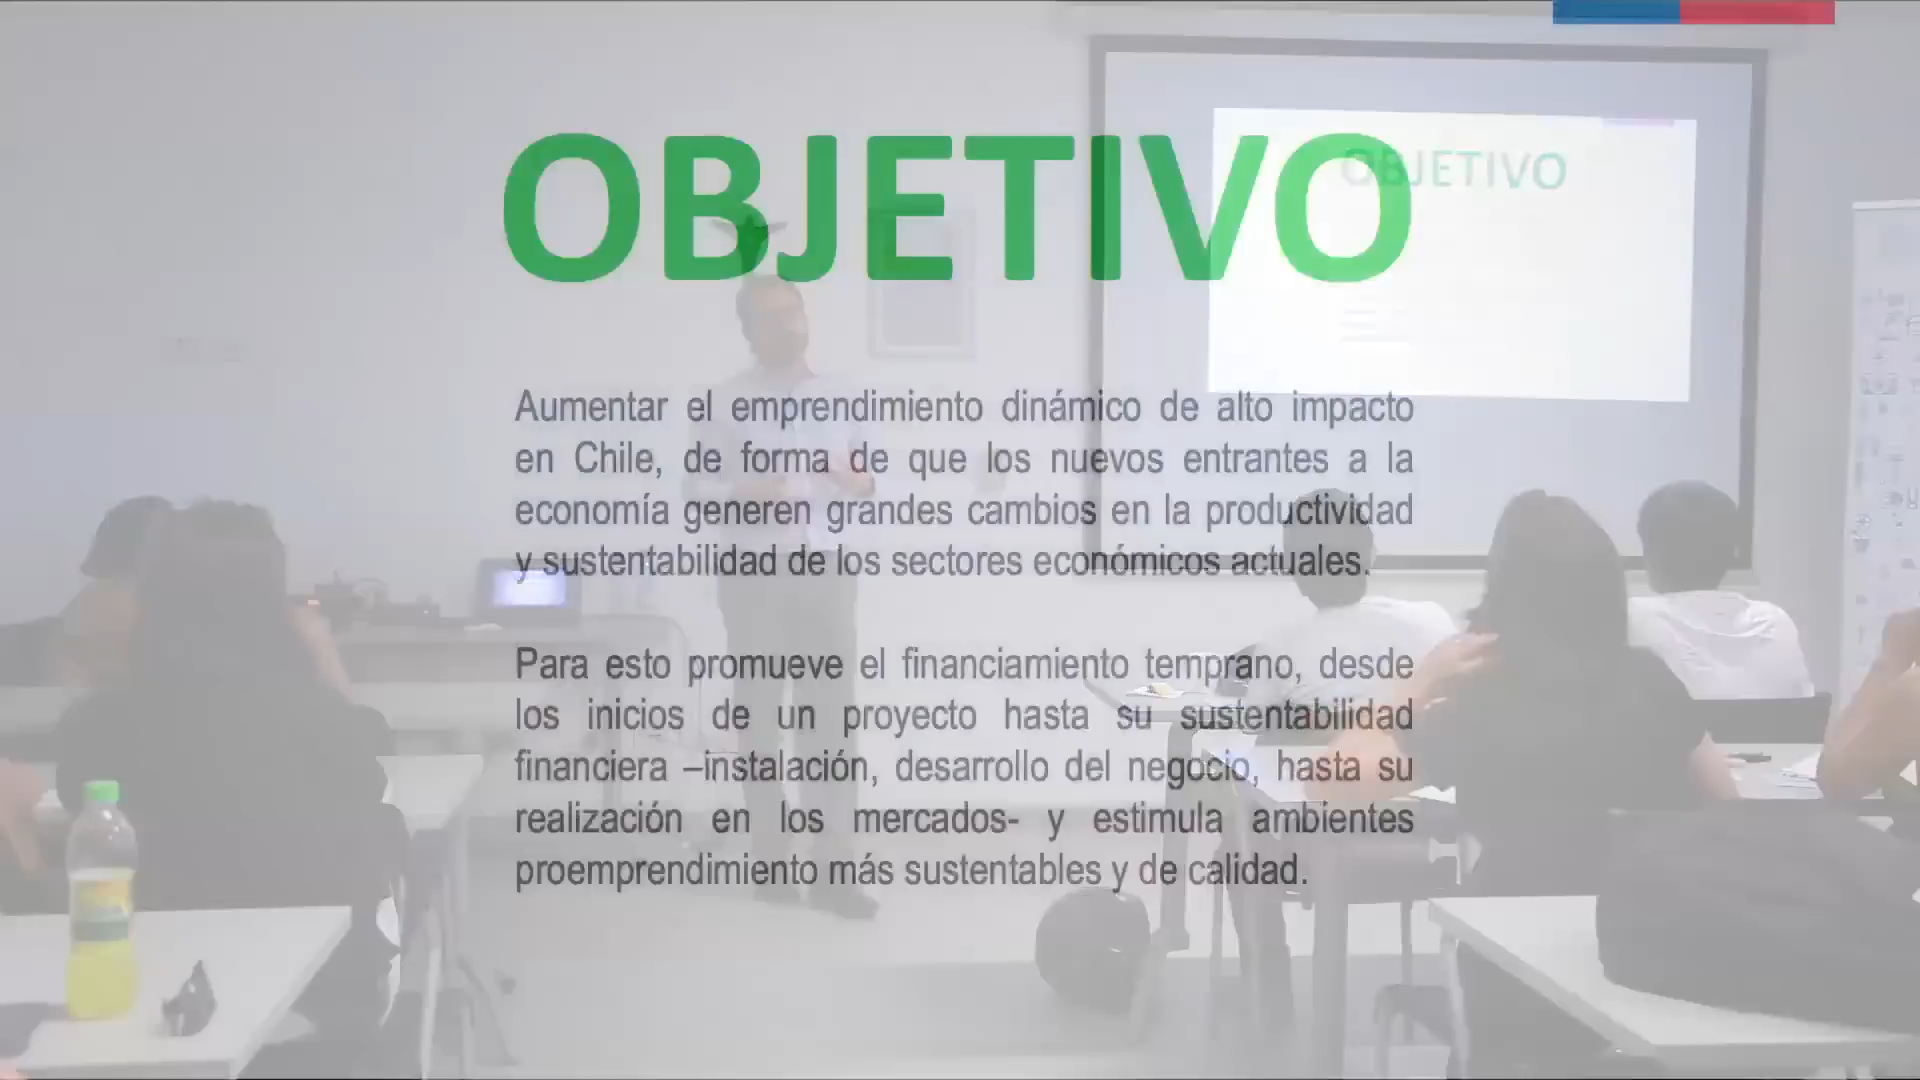 OBJETIVO
OBJETIVO
Aumentar el emprendimiento dinámico de alto impacto
en Chile, de forma de que los nuevos entrantes a la
economía generen grandes cambios en la productividad
y sustentabilidad de los sectores económicos actuales.
Para esto promueve el financiamiento temprano, desde
los inicios de un proyecto hasta su sustentabilidad
financiera –instalación, desarrollo del negocio, hasta su
realización en los mercados- y estimula ambientes
proemprendimiento más sustentables y de calidad.